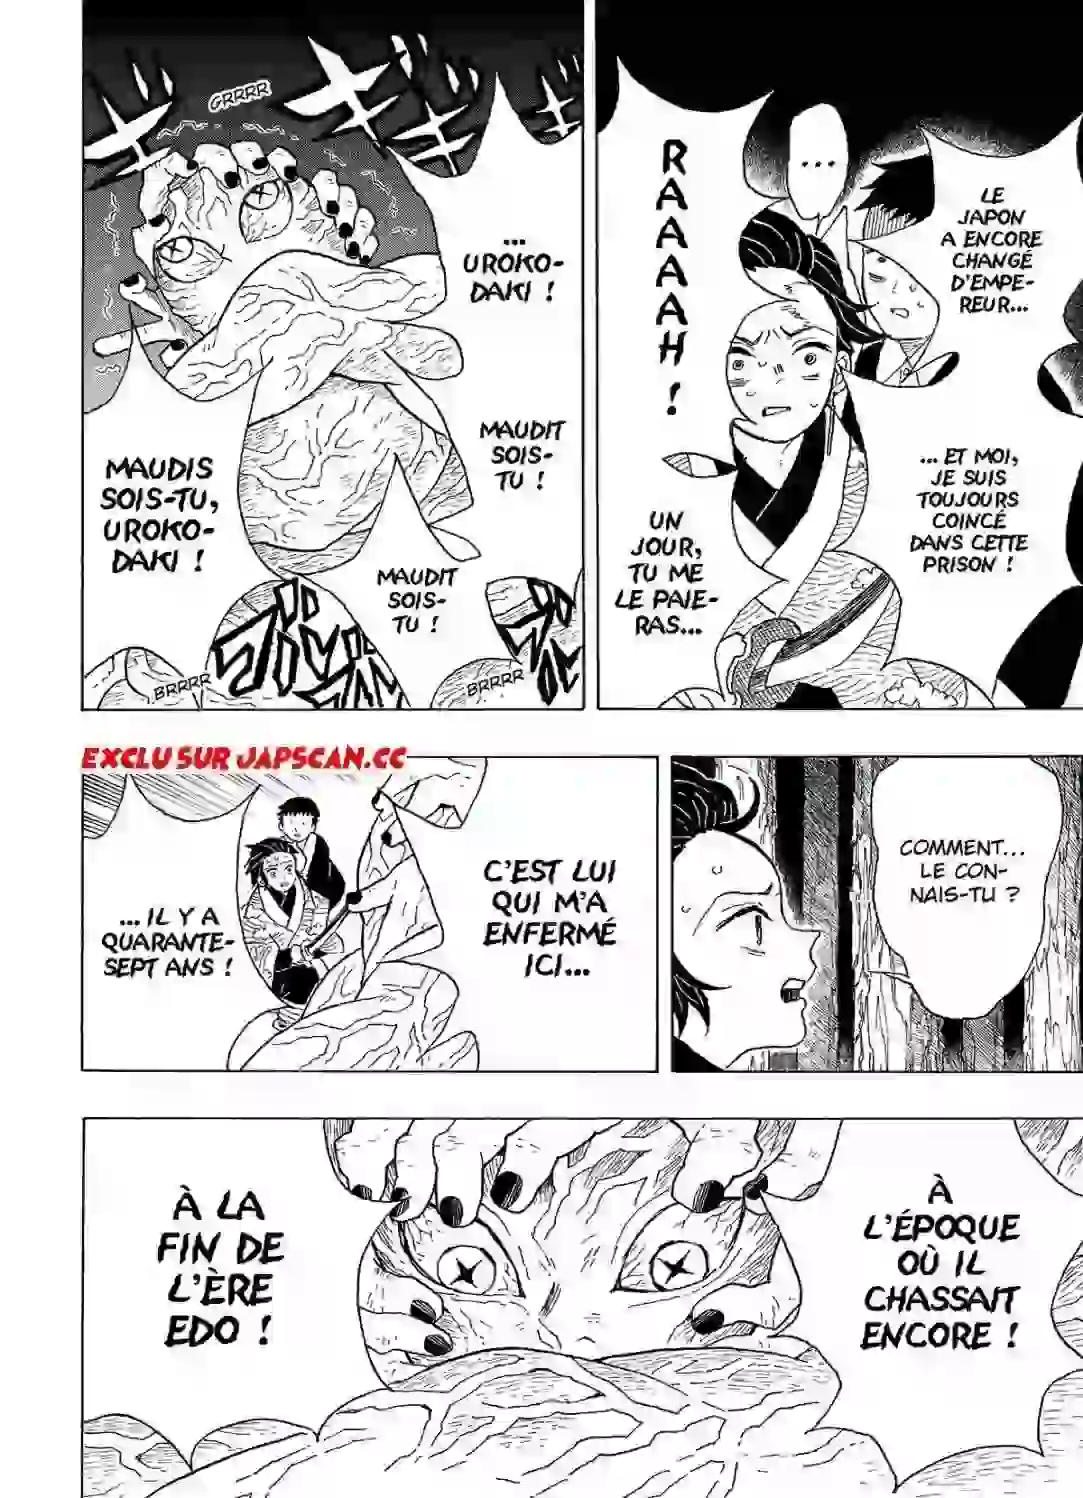 LE
JAPON
A ENCORE
CHANGÉ
D'EMPE-
REUR...
...
... ET MOI,
JE SUIS
TOUJOURS
COINCÉ
DANS CETTE
PRISON !
RAAAAH !
UN
JOUR,
TU ME
LE PAIE-
RAS...
...
UROKO-
DAKI !
MAUDIT
SOIS-
TU !
MAUDIT
SOIS-
TU !
GRRRR
MAUDIS
SOIS-TU,
UROKO-
DAKI !
BRRRR
BRRRR
EXCLU SUR JAPSCAN.CC
COMMENT...
LE CON-
NAIS-TU ?
C'EST LUI
QUI M'A
ENFERMÉ
ICI...
... IL Y A
QUARANTE-
SEPT ANS !
À
L'ÉPOQUE
OÙ IL
CHASSAIT
ENCORE !
À LA
FIN DE
L'ÈRE
EDO !